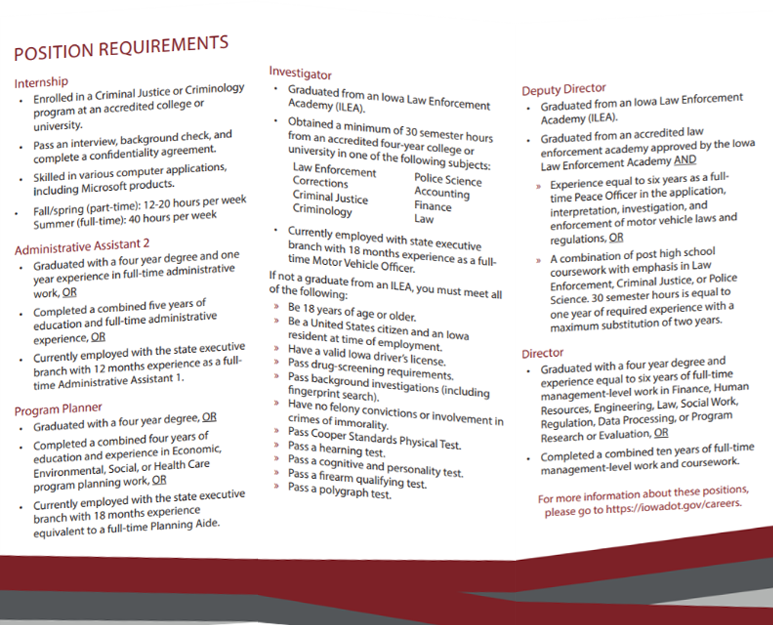 POSITION REQUIREMENTS
Internship
• Enrolled in a Criminal Justice or Criminology
program at an accredited college or
university.
• Pass an interview, background check, and
complete a confidentiality agreement.
• Skilled in various computer applications,
including Microsoft products.
• Fall/spring (part-time): 12-20 hours per week
Summer (full-time): 40 hours per week
Administrative Assistant 2
• Graduated with a four year degree and one
year experience in full-time administrative
work, OR
• Completed a combined five years of
education and full-time administrative
experience, OR
• Currently employed with the state executive
branch with 12 months experience as a full-
time Administrative Assistant 1.
Program Planner
• Graduated with a four year degree, OR
• Completed a combined four years of
education and experience in Economic,
Environmental, Social, or Health Care
program planning work, OR
• Currently employed with the state executive
branch with 18 months experience
equivalent to a full-time Planning Aide.
Investigator
• Graduated from an Iowa Law Enforcement
Academy (ILEA).
• Obtained a minimum of 30 semester hours
from an accredited four-year college or
university in one of the following subjects:
Law Enforcement
Corrections
Criminal Justice
Criminology
Police Science
Accounting
Finance
Law
• Currently employed with state executive
branch with 18 months experience as a full-
time Motor Vehicle Officer.
If not a graduate from an ILEA, you must meet all
of the following:
» Be 18 years of age or older.
» Be a United States citizen and an Iowa
resident at time of employment.
» Have a valid Iowa driver's license.
» Pass drug-screening requirements.
» Pass background investigations (including
fingerprint search).
» Have no felony convictions or involvement in
crimes of immorality.
» Pass Cooper Standards Physical Test.
» Pass a hearning test.
» Pass a cognitive and personality test.
» Pass a firearm qualifying test.
» Pass a polygraph test.
Deputy Director
• Graduated from an Iowa Law Enforcement
Academy (ILEA).
• Graduated from an accredited law
enforcement academy approved by the Iowa
Law Enforcement Academy AND
» Experience equal to six years as a full-
time Peace Officer in the application,
interpretation, investigation, and
enforcement of motor vehicle laws and
regulations, OR
» A combination of post high school
coursework with emphasis in Law
Enforcement, Criminal Justice, or Police
Science. 30 semester hours is equal to
one year of required experience with a
maximum substitution of two years.
Director
• Graduated with a four year degree and
experience equal to six years of full-time
management-level work in Finance, Human
Resources, Engineering, Law, Social Work,
Regulation, Data Processing, or Program
Research or Evaluation, OR
• Completed a combined ten years of full-time
management-level work and coursework.
For more information about these positions,
please go to https://iowadot.gov/careers.